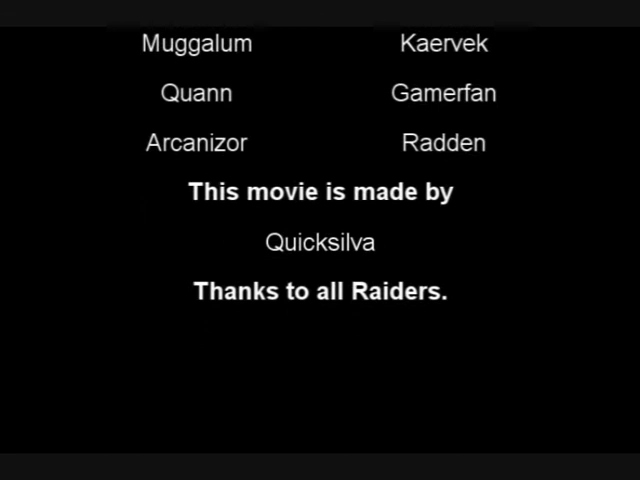 Muggalum Kaervek
Quann Gamerfan
Arcanizor Radden
This movie is made by
Quicksilva
Thanks to all Raiders.